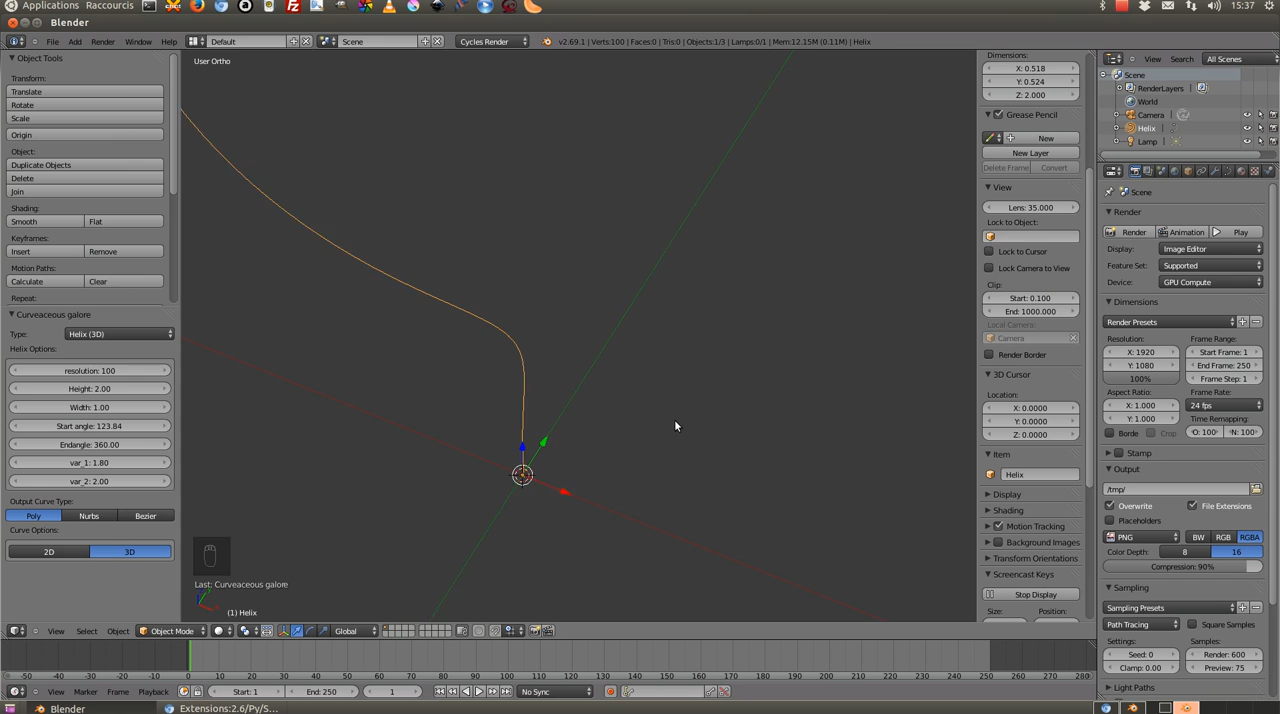 Applications Raccourcis 15:37
Blender
File Add Render Window Help Default Scene Cycles Render v2.69.1 | Verts:100 | Faces:0 | Tris:0 | Objects:1/3 | Lamps:0/1 | Mem:12.15M (0.11M) | Helix
View Search All Scenes
Object Tools
Transform:
Translate
Rotate
Scale
Origin
Object:
Duplicate Objects
Delete
Join
Shading:
Smooth Flat
Keyframes:
Insert Remove
Motion Paths:
Calculate Clear
Repeat:
Curveaceous galore
Type: Helix (3D)
Helix Options:
resolution: 100
Height: 2.00
Width: 1.00
Start angle: 123.84
Endangle: 360.00
var_1: 1.80
var_2: 2.00
Output Curve Type:
Poly Nurbs Bezier
Curve Options:
2D 3D
User Ortho
Last: Curveaceous galore
(1) Helix
Dimensions:
X: 0.518
Y: 0.524
Z: 2.000
Grease Pencil
New
New Layer
Delete Frame Convert
View
Lens: 35.000
Lock to Object:
Lock to Cursor
Lock Camera to View
Clip:
Start: 0.100
End: 1000.000
Local Camera:
Camera
Render Border
3D Cursor
Location:
X: 0.0000
Y: 0.0000
Z: 0.0000
Item
Helix
Display
Shading
Motion Tracking
Background Images
Transform Orientations
Screencast Keys
Stop Display
Size: Position:
Scene
RenderLayers
World
Camera
Helix
Lamp
Scene
Render
Render Animation Play
Display: Image Editor
Feature Set: Supported
Device: GPU Compute
Dimensions
Render Presets
Resolution: Frame Range:
X: 1920 Start Frame: 1
Y: 1080 End Frame: 250
100% Frame Step: 1
Aspect Ratio: Frame Rate:
X: 1.000 24 fps
Y: 1.000 Time Remapping:
Borde Crop O: 100 N: 100
Stamp
Output
/tmp/
Overwrite File Extensions
Placeholders
PNG BW RGB RGBA
Color Depth: 8 16
Compression: 90%
Sampling
Sampling Presets
Path Tracing Square Samples
Settings: Samples:
Seed: 0 Render: 600
Clamp: 0.00 Preview: 75
Light Paths
View Select Object Object Mode Global
-50 -40 -30 -20 -10 0 10 20 30 40 50 60 70 80 90 100 110 120 130 140 150 160 170 180 190 200 210 220 230 240 250 260 270 280
View Marker Frame Playback Start: 1 End: 250 1 No Sync
Blender Extensions:2.6/Py/S...